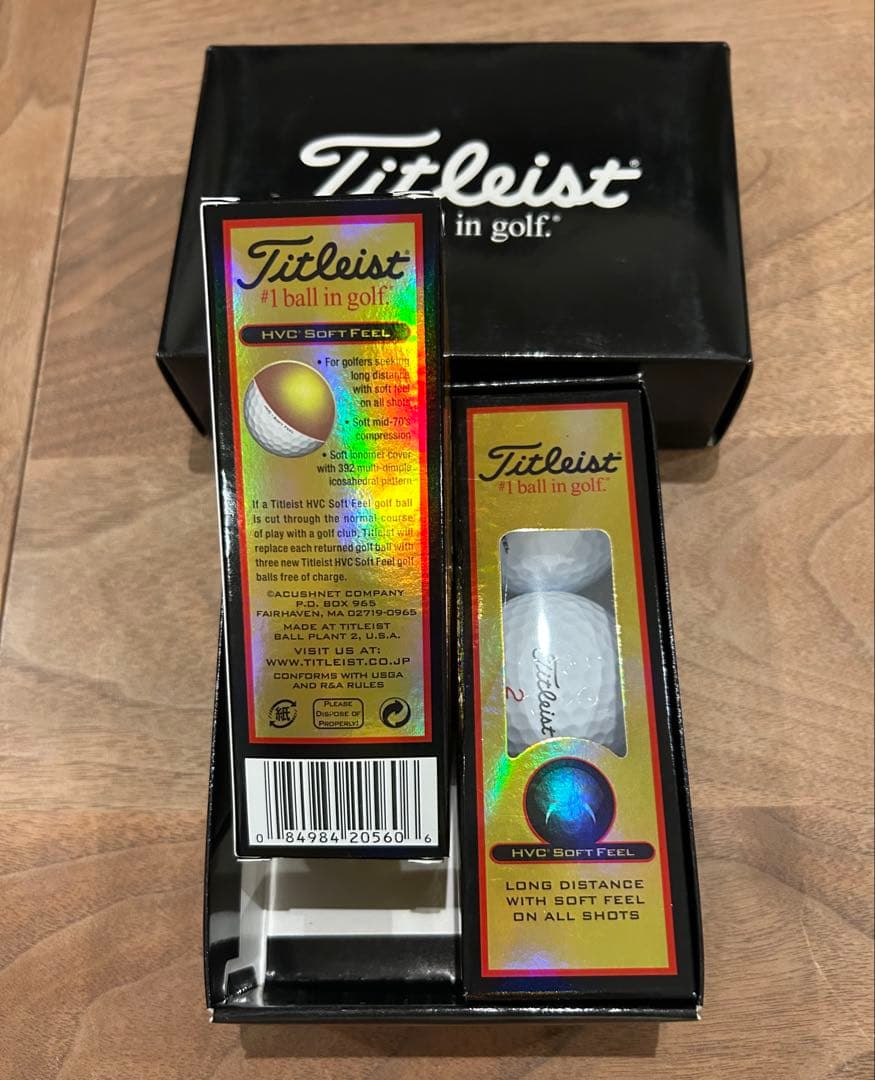 Titleist®
in golf.®
Titleist®
#1 ball in golf.™
HVC® SOFT FEEL
• For golfers seeking
long distance
with soft feel
on all shots
• Soft mid-70's
compression
• Soft ionomer cover
with 392 multi-dimple
icosahedral pattern
If a Titleist HVC Soft Feel golf ball
is cut through the normal course
of play with a golf club, Titleist will
replace each returned golf ball with
three new Titleist HVC Soft Feel golf
balls free of charge.
©ACUSHNET COMPANY
P.O. BOX 965
FAIRHAVEN, MA 02719-0965
MADE AT TITLEIST
BALL PLANT 2, U.S.A.
VISIT US AT:
WWW.TITLEIST.CO.JP
CONFORMS WITH USGA
AND R&A RULES
紙
PLEASE
DISPOSE OF
PROPERLY!
0 84984 20560 6
Titleist®
#1 ball in golf.™
Titleist
2
HVC® SOFT FEEL
LONG DISTANCE
WITH SOFT FEEL
ON ALL SHOTS